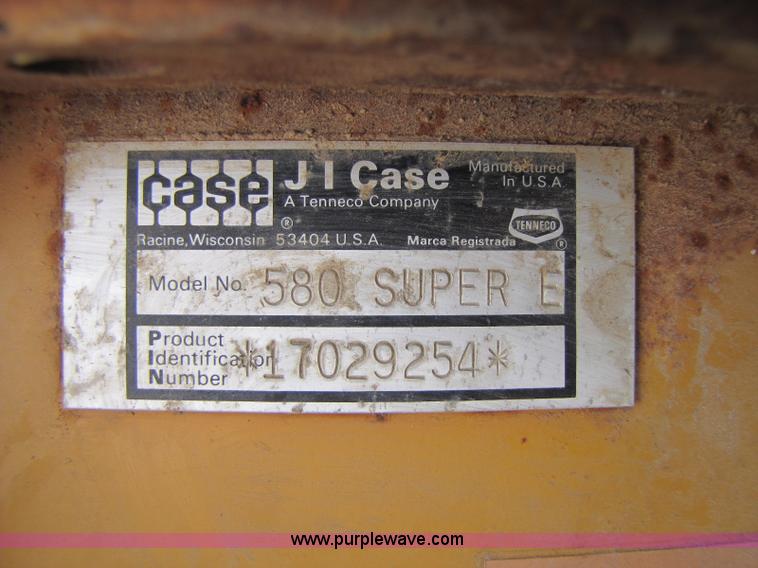 case
J I Case
A Tenneco Company
Manufactured
In U.S.A.
TENNECO
®
®
Racine, Wisconsin 53404 U.S.A.
Marca Registrada
Model No. 580 SUPER E
Product
Identification
Number
*17029254*
www.purplewave.com